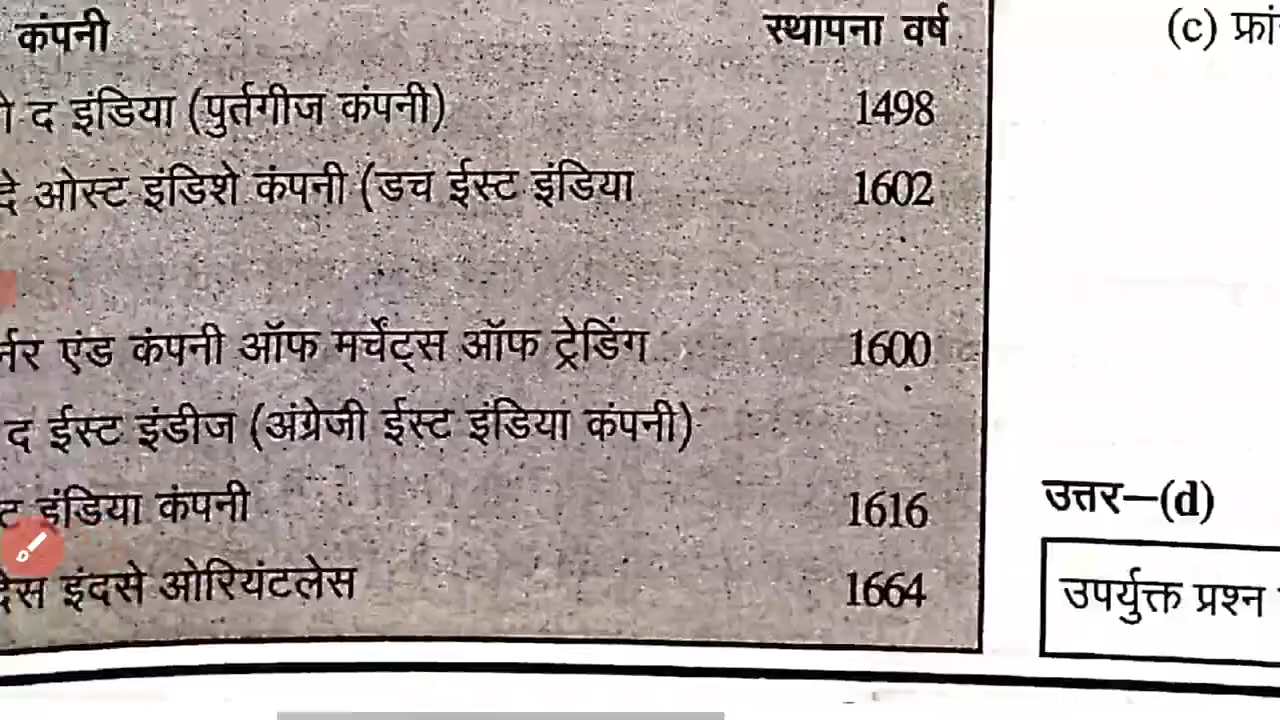 कंपनी स्थापना वर्ष
द इंडिया (पुर्तगीज कंपनी) 1498
ओस्ट इंडिशे कंपनी (डच ईस्ट इंडिया 1602
एंड कंपनी ऑफ मर्चेंट्स ऑफ ट्रेडिंग 1600
द ईस्ट इंडीज (अंग्रेजी ईस्ट इंडिया कंपनी)
इंडिया कंपनी 1616
इंदसे ओरियंटलेस 1664
(c)
उत्तर–(d)
उपर्युक्त प्रश्न